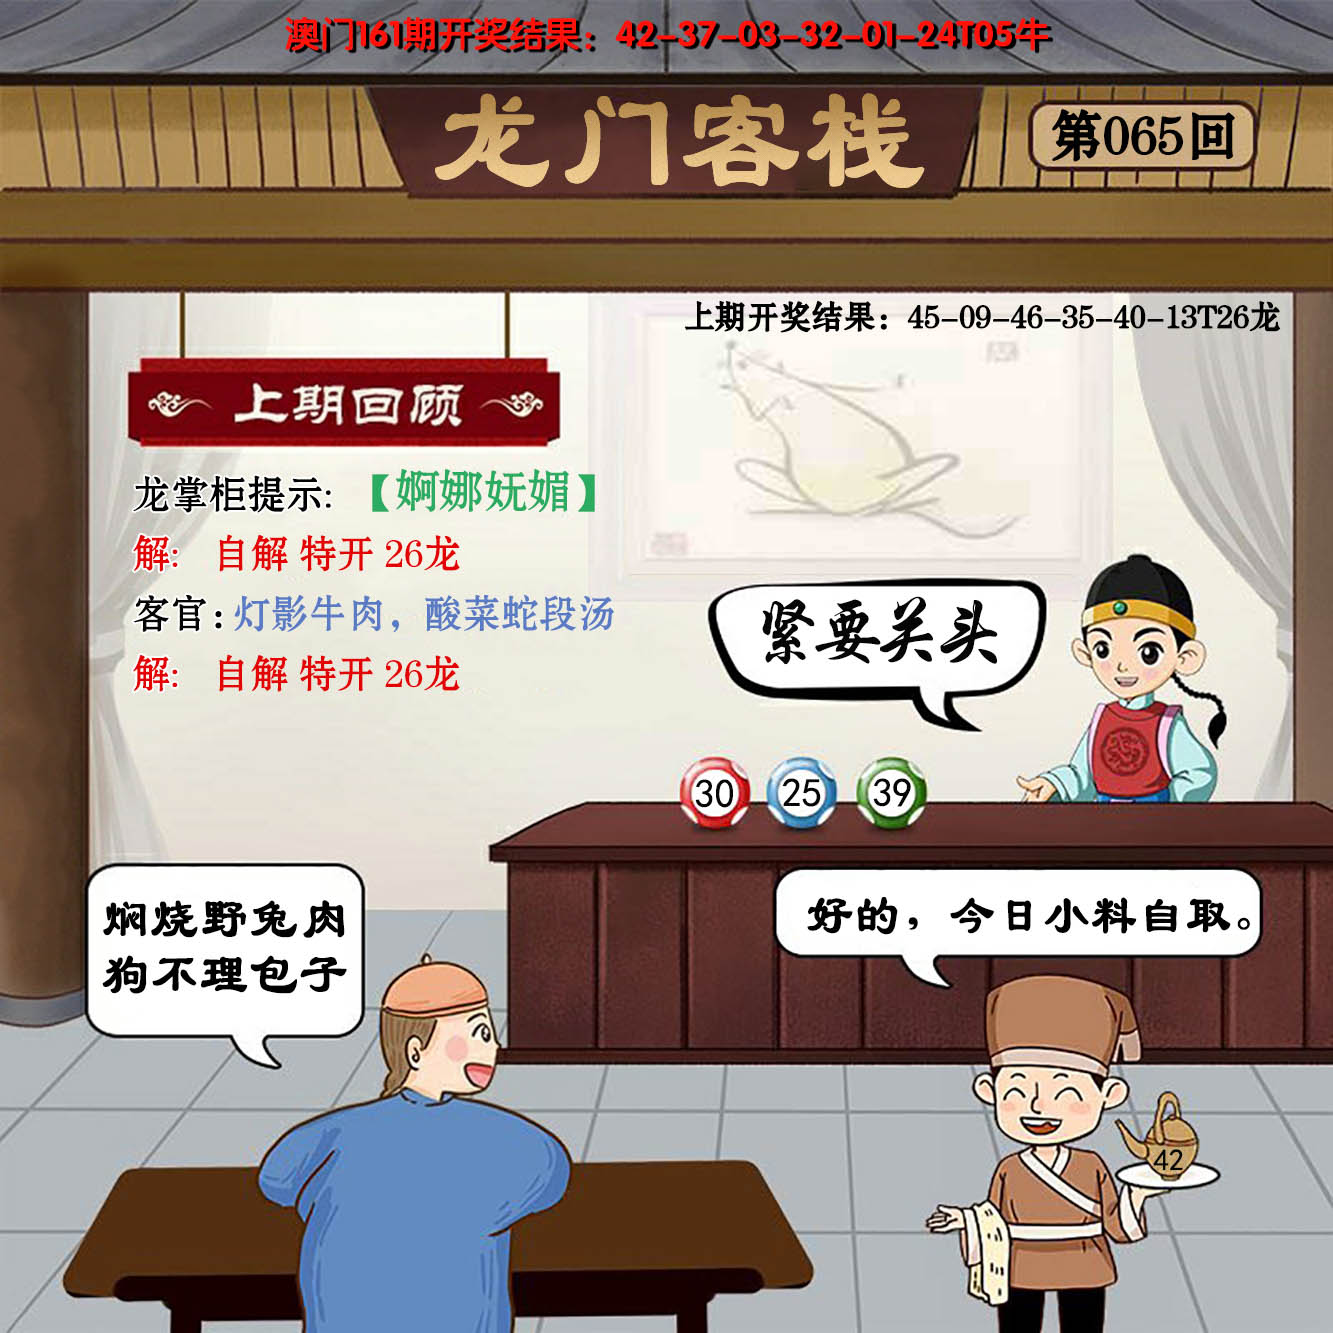 澳门161期开奖结果：42-37-03-32-01-24T05牛
龙门客栈
第065回
上期开奖结果：45-09-46-35-40-13T26龙
上期回顾
龙掌柜提示:【婀娜妩媚】
解: 自解 特开 26龙
客官:灯影牛肉，酸菜蛇段汤
解: 自解 特开 26龙
紧要关头
30 25 39
焖烧野兔肉
狗不理包子
好的，今日小料自取。
42